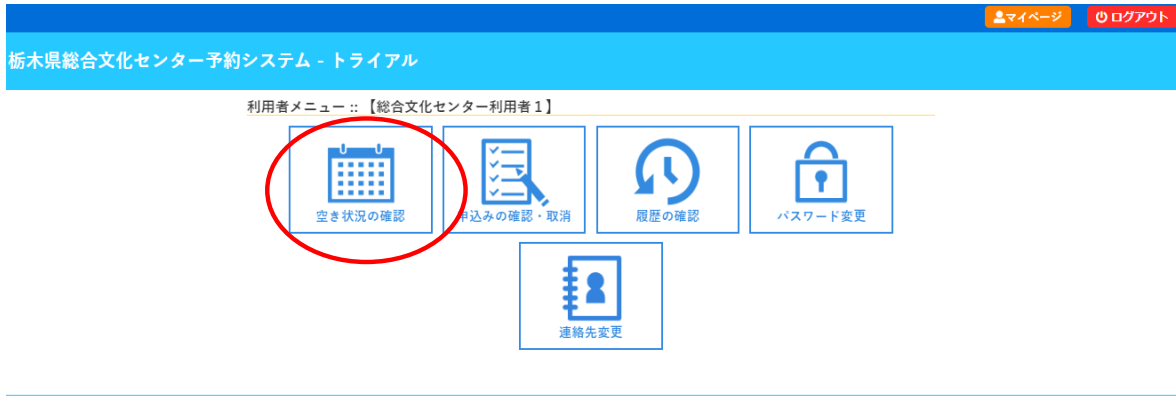 マイページ ログアウト
栃木県総合文化センター予約システム - トライアル
利用者メニュー :: 【総合文化センター利用者１】
空き状況の確認 申込みの確認・取消 履歴の確認 パスワード変更
連絡先変更